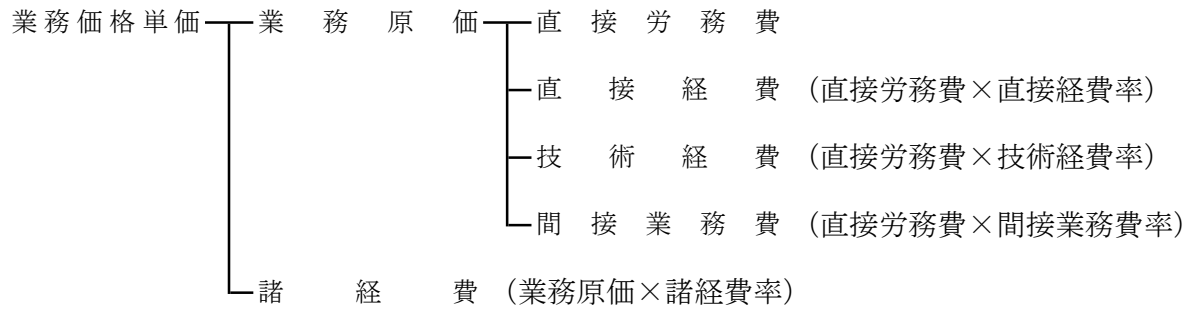 業務価格単価 業務原価 直接労務費
直接経費 (直接労務費×直接経費率)
技術経費 (直接労務費×技術経費率)
間接業務費 (直接労務費×間接業務費率)
諸経費 (業務原価×諸経費率)